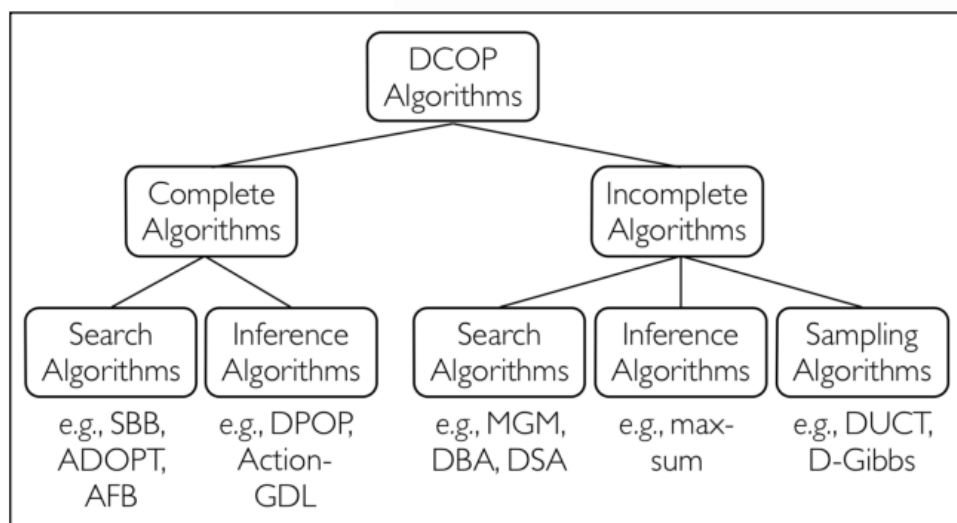 DCOP
Algorithms
Complete
Algorithms
Incomplete
Algorithms
Search
Algorithms
Inference
Algorithms
Search
Algorithms
Inference
Algorithms
Sampling
Algorithms
e.g., SBB,
ADOPT,
AFB
e.g., DPOP,
Action-
GDL
e.g., MGM,
DBA, DSA
e.g., max-
sum
e.g., DUCT,
D-Gibbs